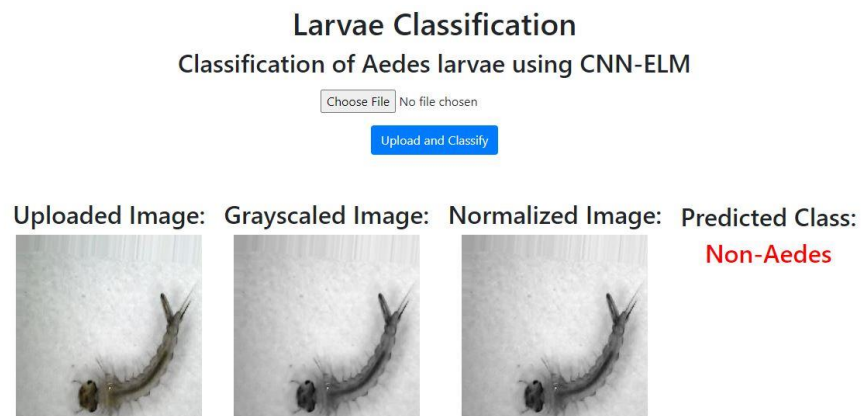 Larvae Classification
Classification of Aedes larvae using CNN-ELM
Choose File No file chosen
Upload and Classify
Uploaded Image: Grayscaled Image: Normalized Image: Predicted Class:
Non-Aedes